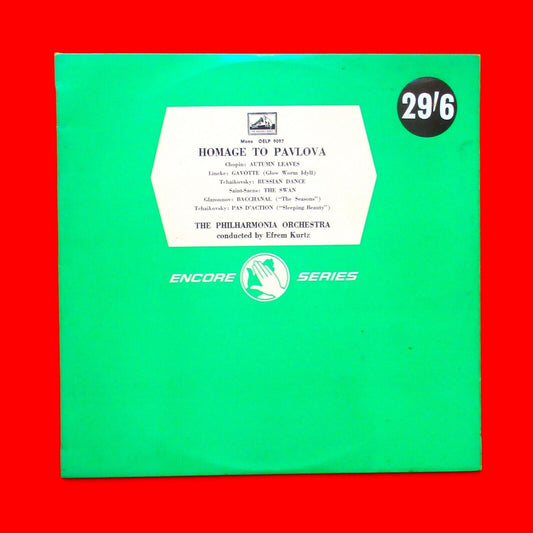 29'6
Mono OELP 9097
HOMAGE TO PAVLOVA
Chopin: AUTUMN LEAVES
Lincke: GAVOTTE (Glow Worm Idyll)
Tchaikovsky: RUSSIAN DANCE
Saint-Saens: THE SWAN
Glazounov: BACCHANAL ("The Seasons")
Tchaikovsky: PAS D'ACTION ("Sleeping Beauty")
THE PHILHARMONIA ORCHESTRA
conducted by Efrem Kurtz
ENCORE SERIES